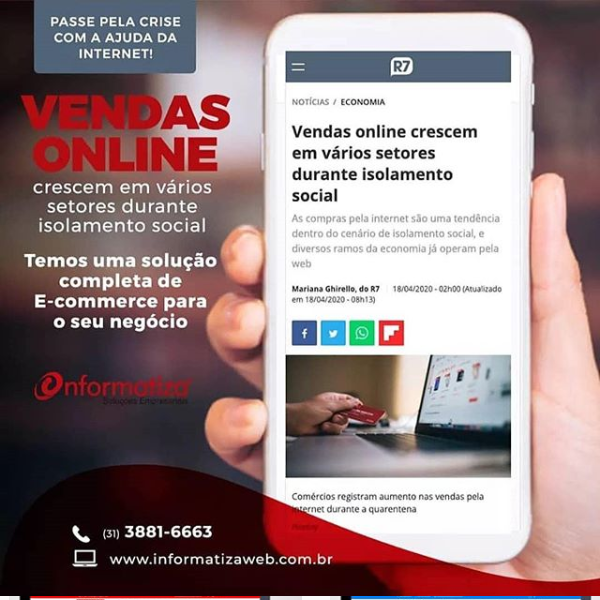 PASSE PELA CRISE
COM A AJUDA DA
INTERNET!
VENDAS
ONLINE
crescem em vários
setores durante
isolamento social
Temos uma solução
completa de
E-commerce para
o seu negócio
enformatiza
Soluções Empresariais
(31) 3881-6663
www.informatizaweb.com.br
R7
NOTÍCIAS / ECONOMIA
Vendas online crescem
em vários setores
durante isolamento
social
As compras pela internet são uma tendência
dentro do cenário de isolamento social, e
diversos ramos da economia já operam pela
web
Mariana Ghirello, do R7 18/04/2020 - 02h00 (Atualizado
em 18/04/2020 - 08h13)
Comércios registram aumento nas vendas pela
internet durante a quarentena